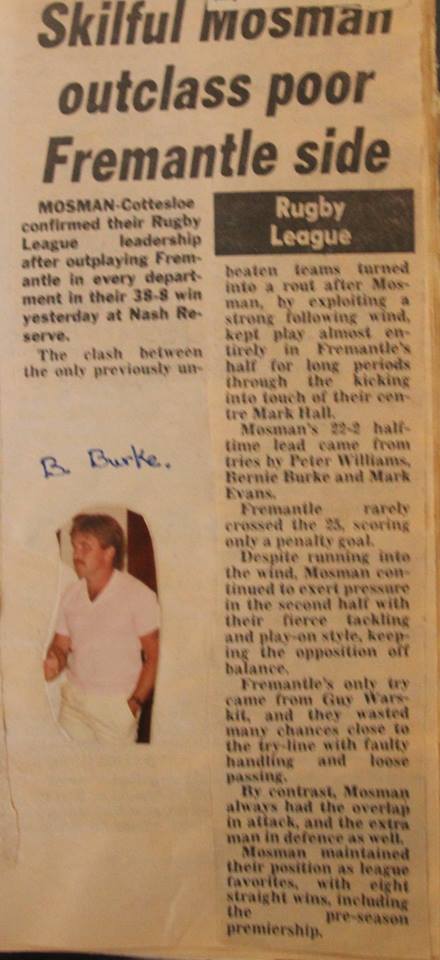 Skilful Mosman
outclass poor
Fremantle side
MOSMAN-Cottesloe
confirmed their Rugby
League leadership
after outplaying Frem-
antle in every depart-
ment in their 38-8 win
yesterday at Nash Re-
serve.
The clash between
the only previously un-
B. Burke.
Rugby
League
beaten teams turned
into a rout after Mos-
man, by exploiting a
strong following wind,
kept play almost en-
tirely in Fremantle's
half for long periods
through the kicking
into touch of their cen-
tre Mark Hall.
Mosman's 22-2 half-
time lead came from
tries by Peter Williams,
Bernie Burke and Mark
Evans.
Fremantle rarely
crossed the 25, scoring
only a penalty goal.
Despite running into
the wind, Mosman con-
tinued to exert pressure
in the second half with
their fierce tackling
and play-on style, keep-
ing the opposition off
balance.
Fremantle's only try
came from Guy Wars-
kit, and they wasted
many chances close to
the try-line with faulty
handling and loose
passing.
By contrast, Mosman
always had the overlap
in attack, and the extra
man in defence as well.
Mosman maintained
their position as league
favorites, with eight
straight wins, including
the pre-season
premiership.